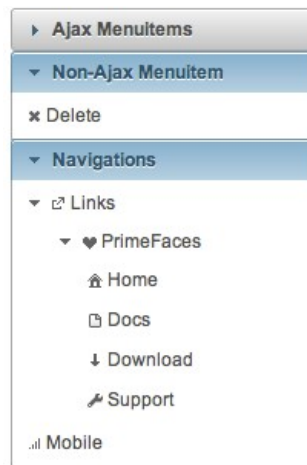 Ajax Menuitems
Non-Ajax Menuitem
Delete
Navigations
Links
PrimeFaces
Home
Docs
Download
Support
Mobile